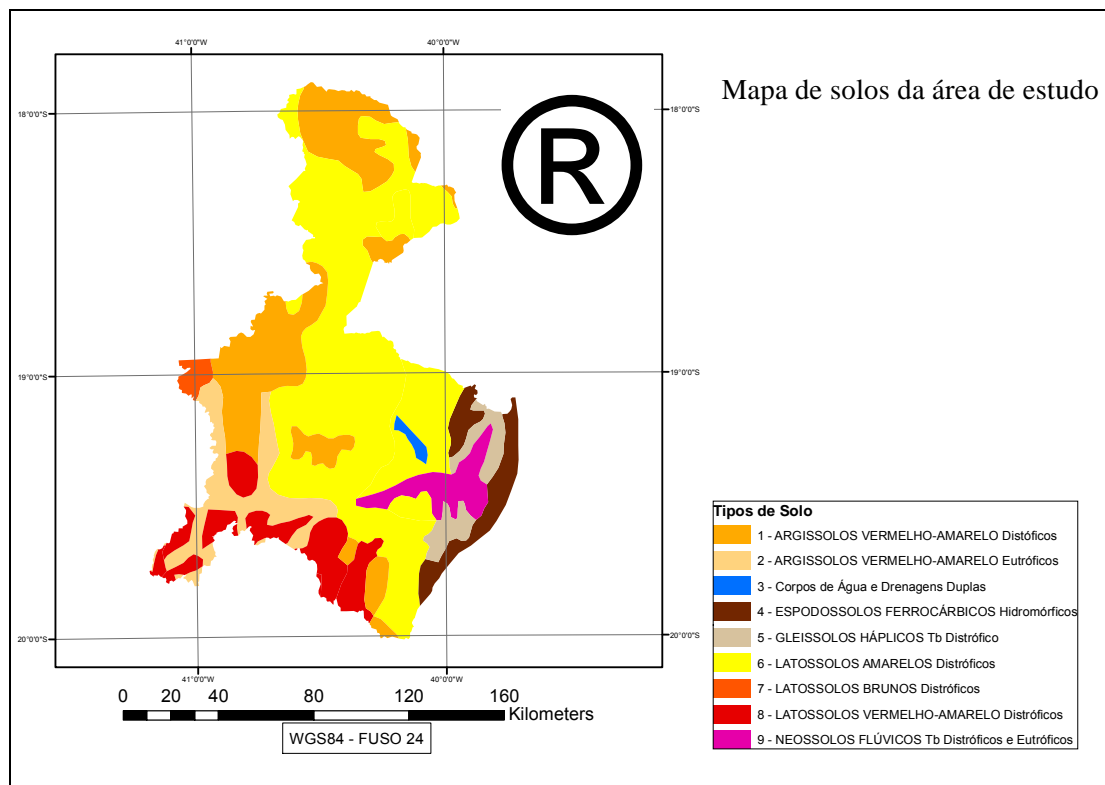 Mapa de solos da área de estudo
41°0'0"W 40°0'0"W
18°0'0"S 18°0'0"S
R
19°0'0"S 19°0'0"S
20°0'0"S 20°0'0"S
41°0'0"W 40°0'0"W
0 20 40 80 120 160
Kilometers
WGS84 - FUSO 24
Tipos de Solo
1 - ARGISSOLOS VERMELHO-AMARELO Distóficos
2 - ARGISSOLOS VERMELHO-AMARELO Eutróficos
3 - Corpos de Água e Drenagens Duplas
4 - ESPODOSSOLOS FERROCÁRBICOS Hidromórficos
5 - GLEISSOLOS HÁPLICOS Tb Distrófico
6 - LATOSSOLOS AMARELOS Distróficos
7 - LATOSSOLOS BRUNOS Distróficos
8 - LATOSSOLOS VERMELHO-AMARELO Distróficos
9 - NEOSSOLOS FLÚVICOS Tb Distróficos e Eutróficos